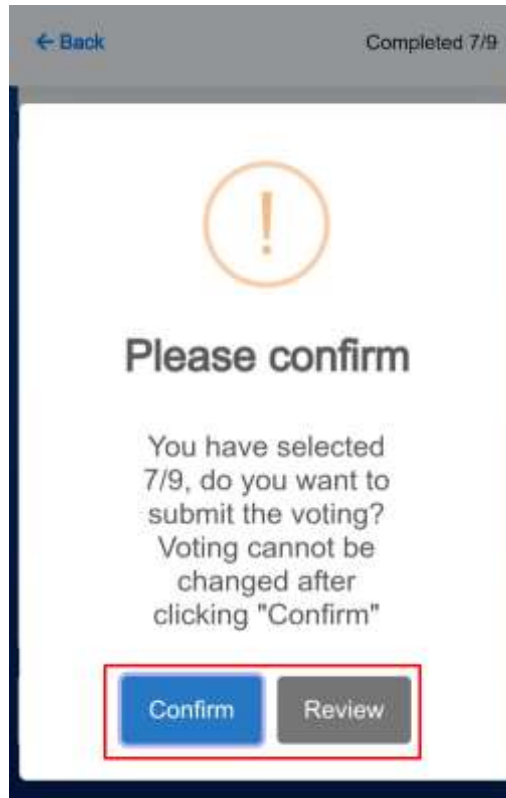 ← Back
Completed 7/9
!
Please confirm
You have selected
7/9, do you want to
submit the voting?
Voting cannot be
changed after
clicking "Confirm"
Confirm
Review